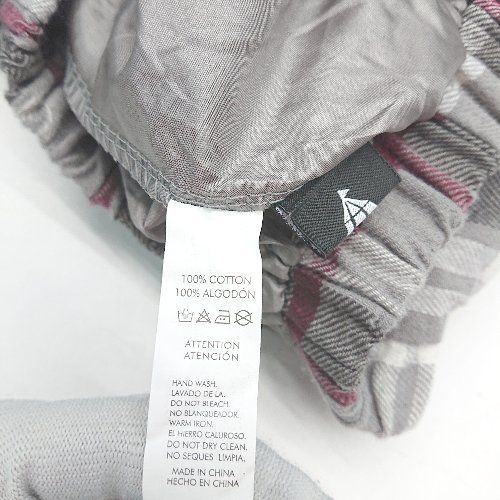 100% COTTON
100% ALGODÓN
ATTENTION
ATENCIÓN
HAND WASH.
LAVADO DE LA.
DO NOT BLEACH.
NO BLANQUEADOR.
WARM IRON.
EL HIERRO CALUROSO.
DO NOT DRY CLEAN.
NO SEQUES LIMPIA.
MADE IN CHINA
HECHO EN CHINA